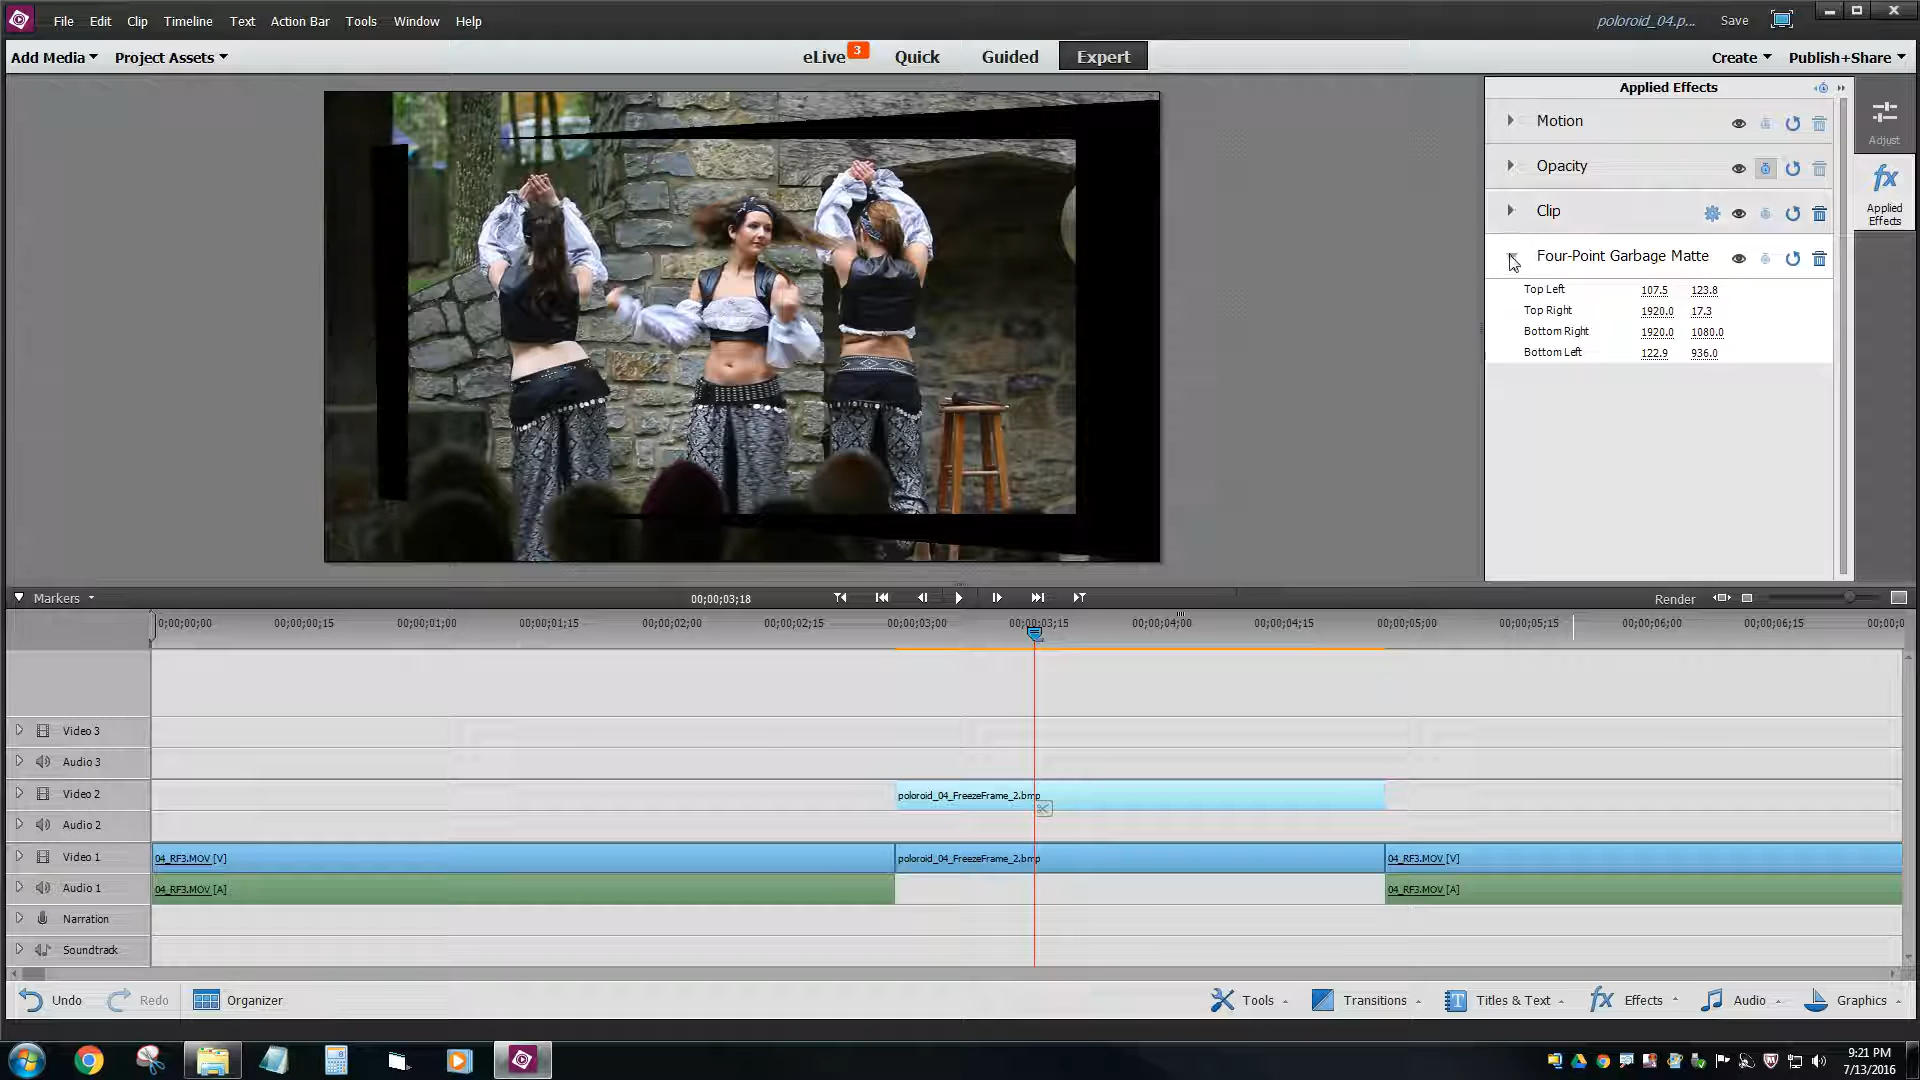 File Edit Clip Timeline Text Action Bar Tools Window Help
poloroid_04.p... Save
Add Media Project Assets
eLive 3 Quick Guided Expert
Create Publish+Share
Applied Effects
Motion
Adjust
Opacity
fx
Applied Effects
Clip
Four-Point Garbage Matte
Top Left 107.5 123.8
Top Right 1920.0 17.3
Bottom Right 1920.0 1080.0
Bottom Left 122.9 936.0
Markers
00;00;03;18
Render
0;00;00;00 00;00;00;15 00;00;01;00 00;00;01;15 00;00;02;00 00;00;02;15 00;00;03;00 00;00;03;15 00;00;04;00 00;00;04;15 00;00;05;00 00;00;05;15 00;00;06;00 00;00;06;15 00;00;0
Video 3
Audio 3
Video 2 poloroid_04_FreezeFrame_2.bmp
Audio 2
Video 1 04_RF3.MOV [V] poloroid_04_FreezeFrame_2.bmp 04_RF3.MOV [V]
Audio 1 04_RF3.MOV [A] 04_RF3.MOV [A]
Narration
Soundtrack
Undo Redo Organizer
Tools Transitions T Titles & Text fx Effects Audio Graphics
9:21 PM
7/13/2016